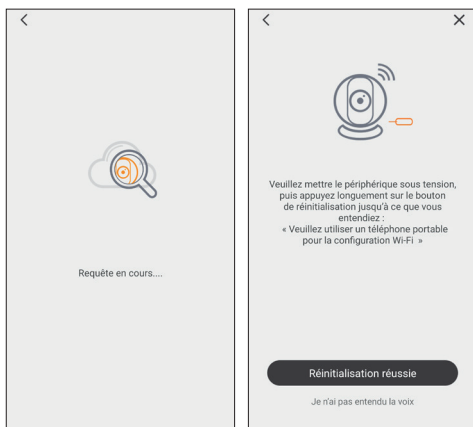 Requête en cours....
Veuillez mettre le périphérique sous tension,
puis appuyez longuement sur le bouton
de réinitialisation jusqu'à ce que vous
entendiez :
« Veuillez utiliser un téléphone portable
pour la configuration Wi-Fi »
Réinitialisation réussie
Je n'ai pas entendu la voix